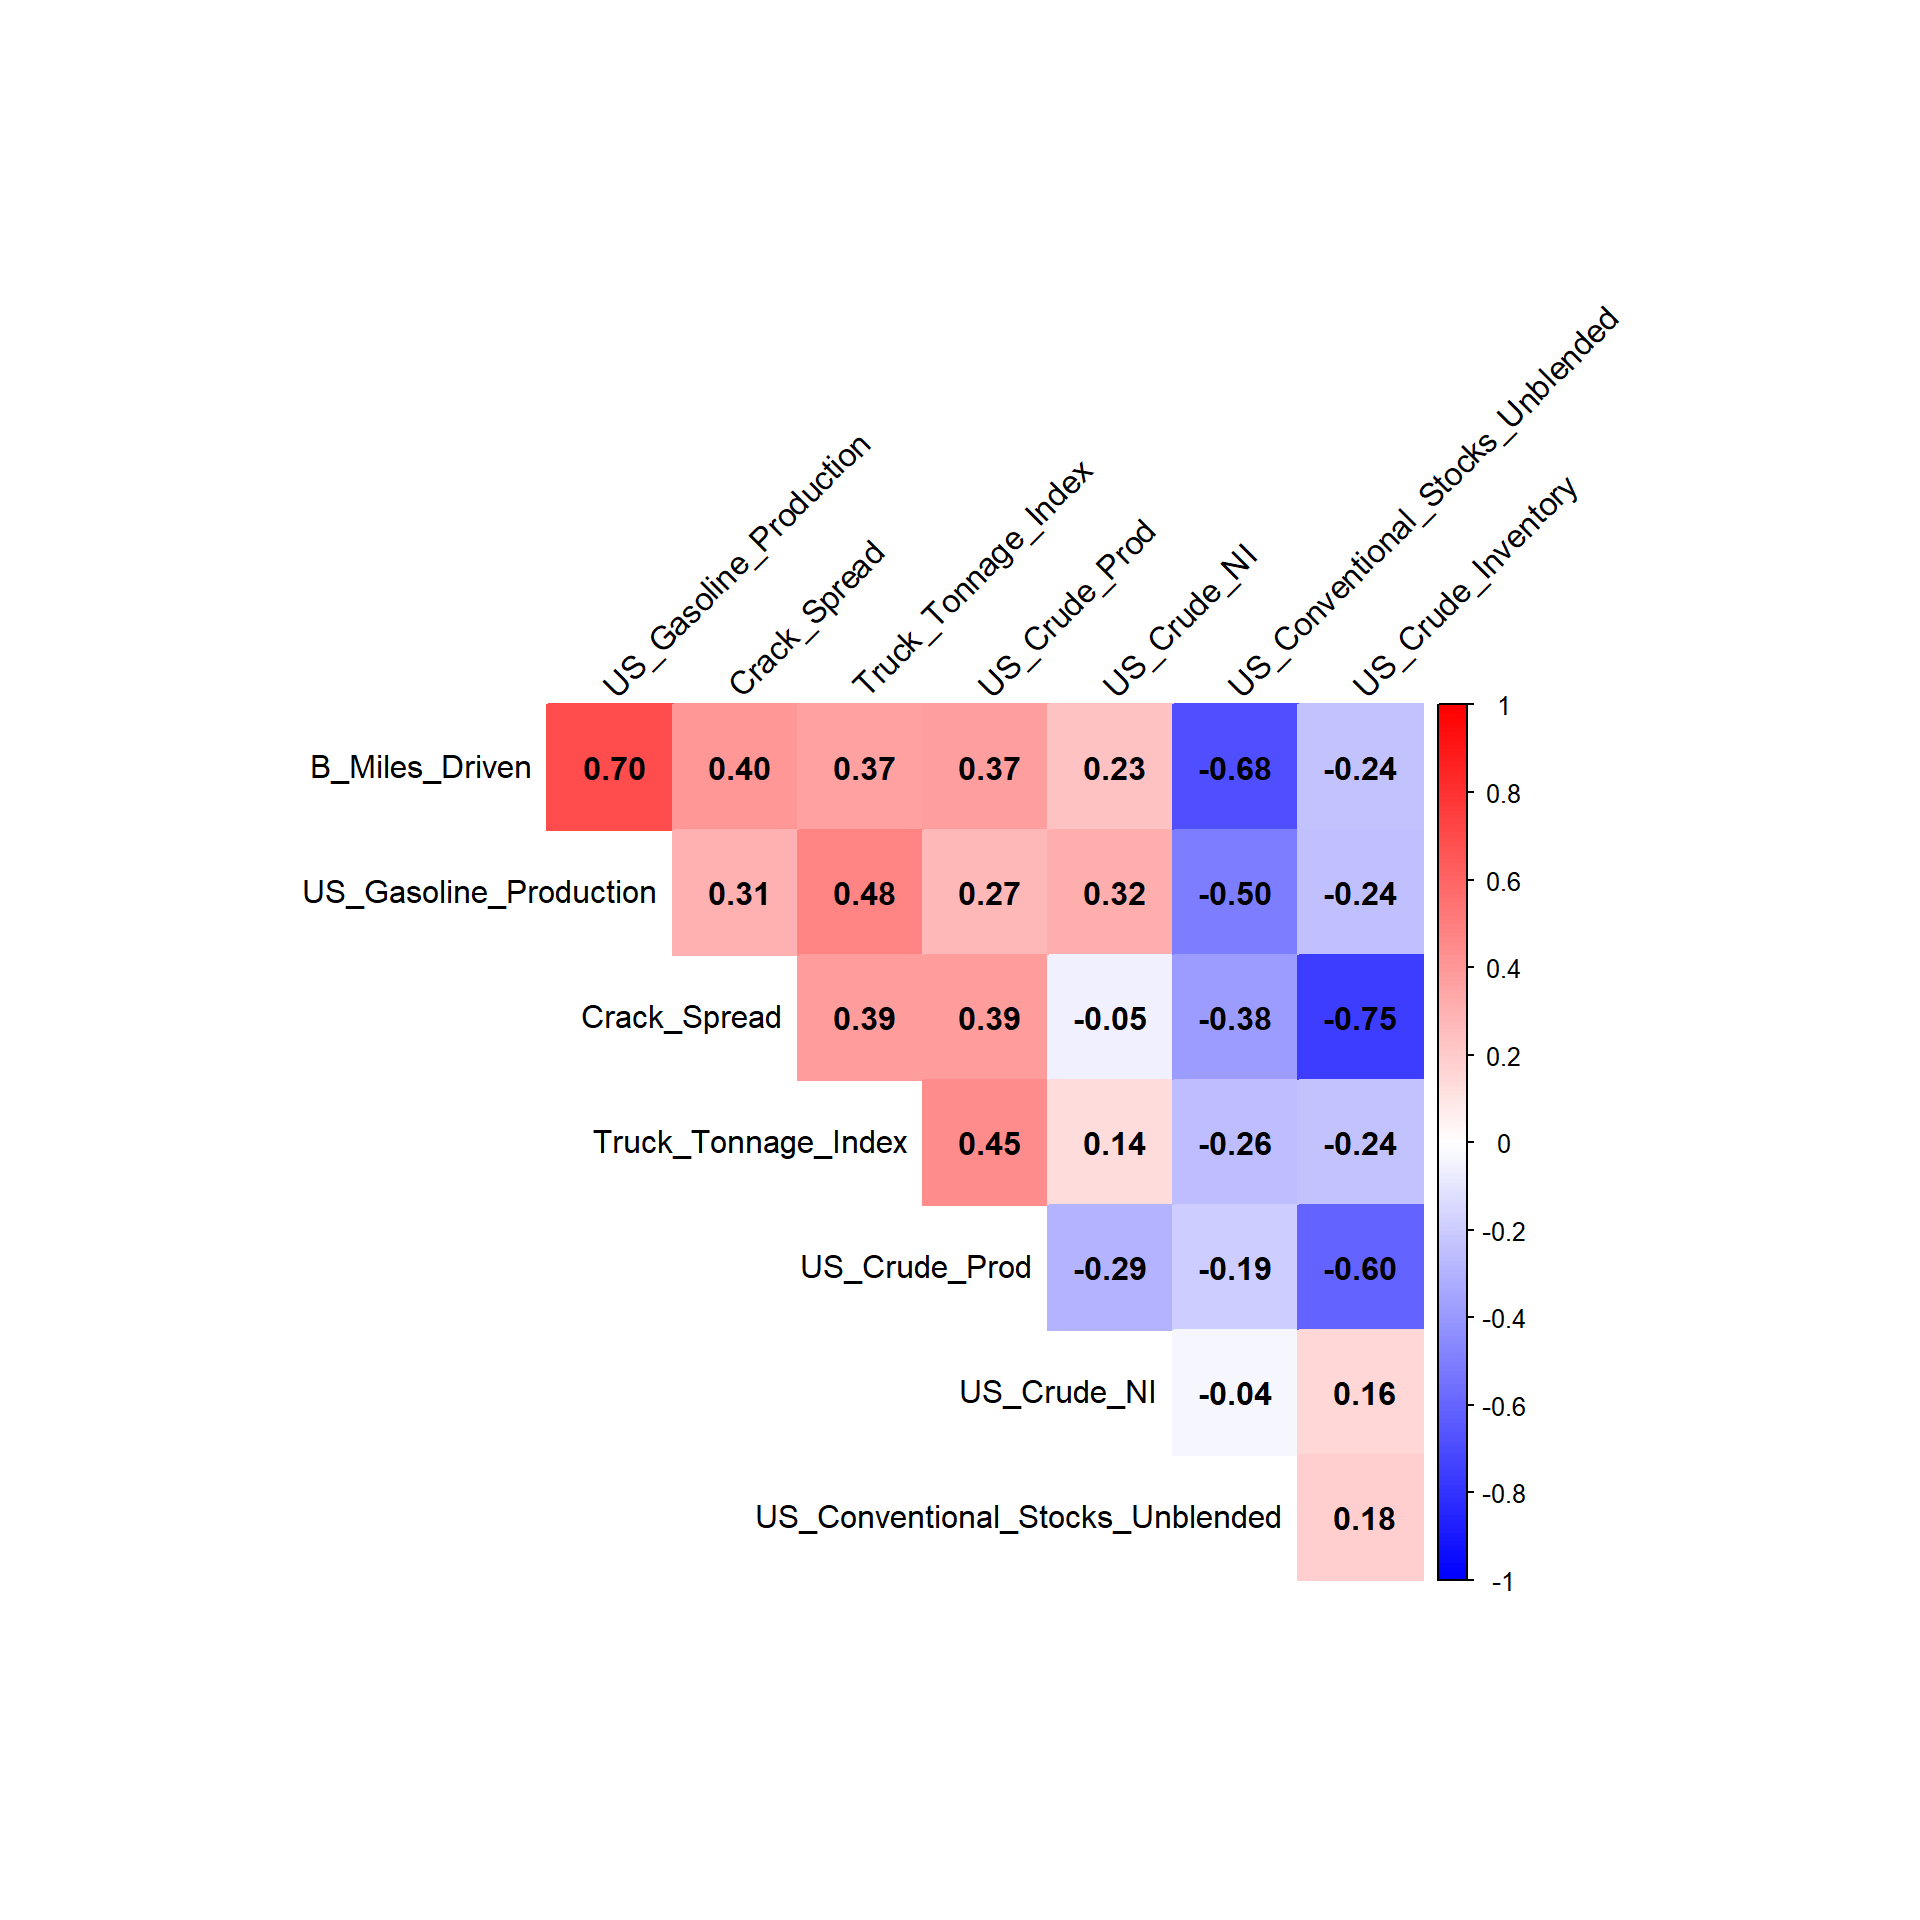 US_Gasoline_Production
Crack_Spread
Truck_Tonnage_Index
US_Crude_Prod
US_Crude_NI
US_Conventional_Stocks_Unblended
US_Crude_Inventory
B_Miles_Driven 0.70 0.40 0.37 0.37 0.23 -0.68 -0.24
US_Gasoline_Production 0.31 0.48 0.27 0.32 -0.50 -0.24
Crack_Spread 0.39 0.39 -0.05 -0.38 -0.75
Truck_Tonnage_Index 0.45 0.14 -0.26 -0.24
US_Crude_Prod -0.29 -0.19 -0.60
US_Crude_NI -0.04 0.16
US_Conventional_Stocks_Unblended 0.18
1
0.8
0.6
0.4
0.2
0
-0.2
-0.4
-0.6
-0.8
-1